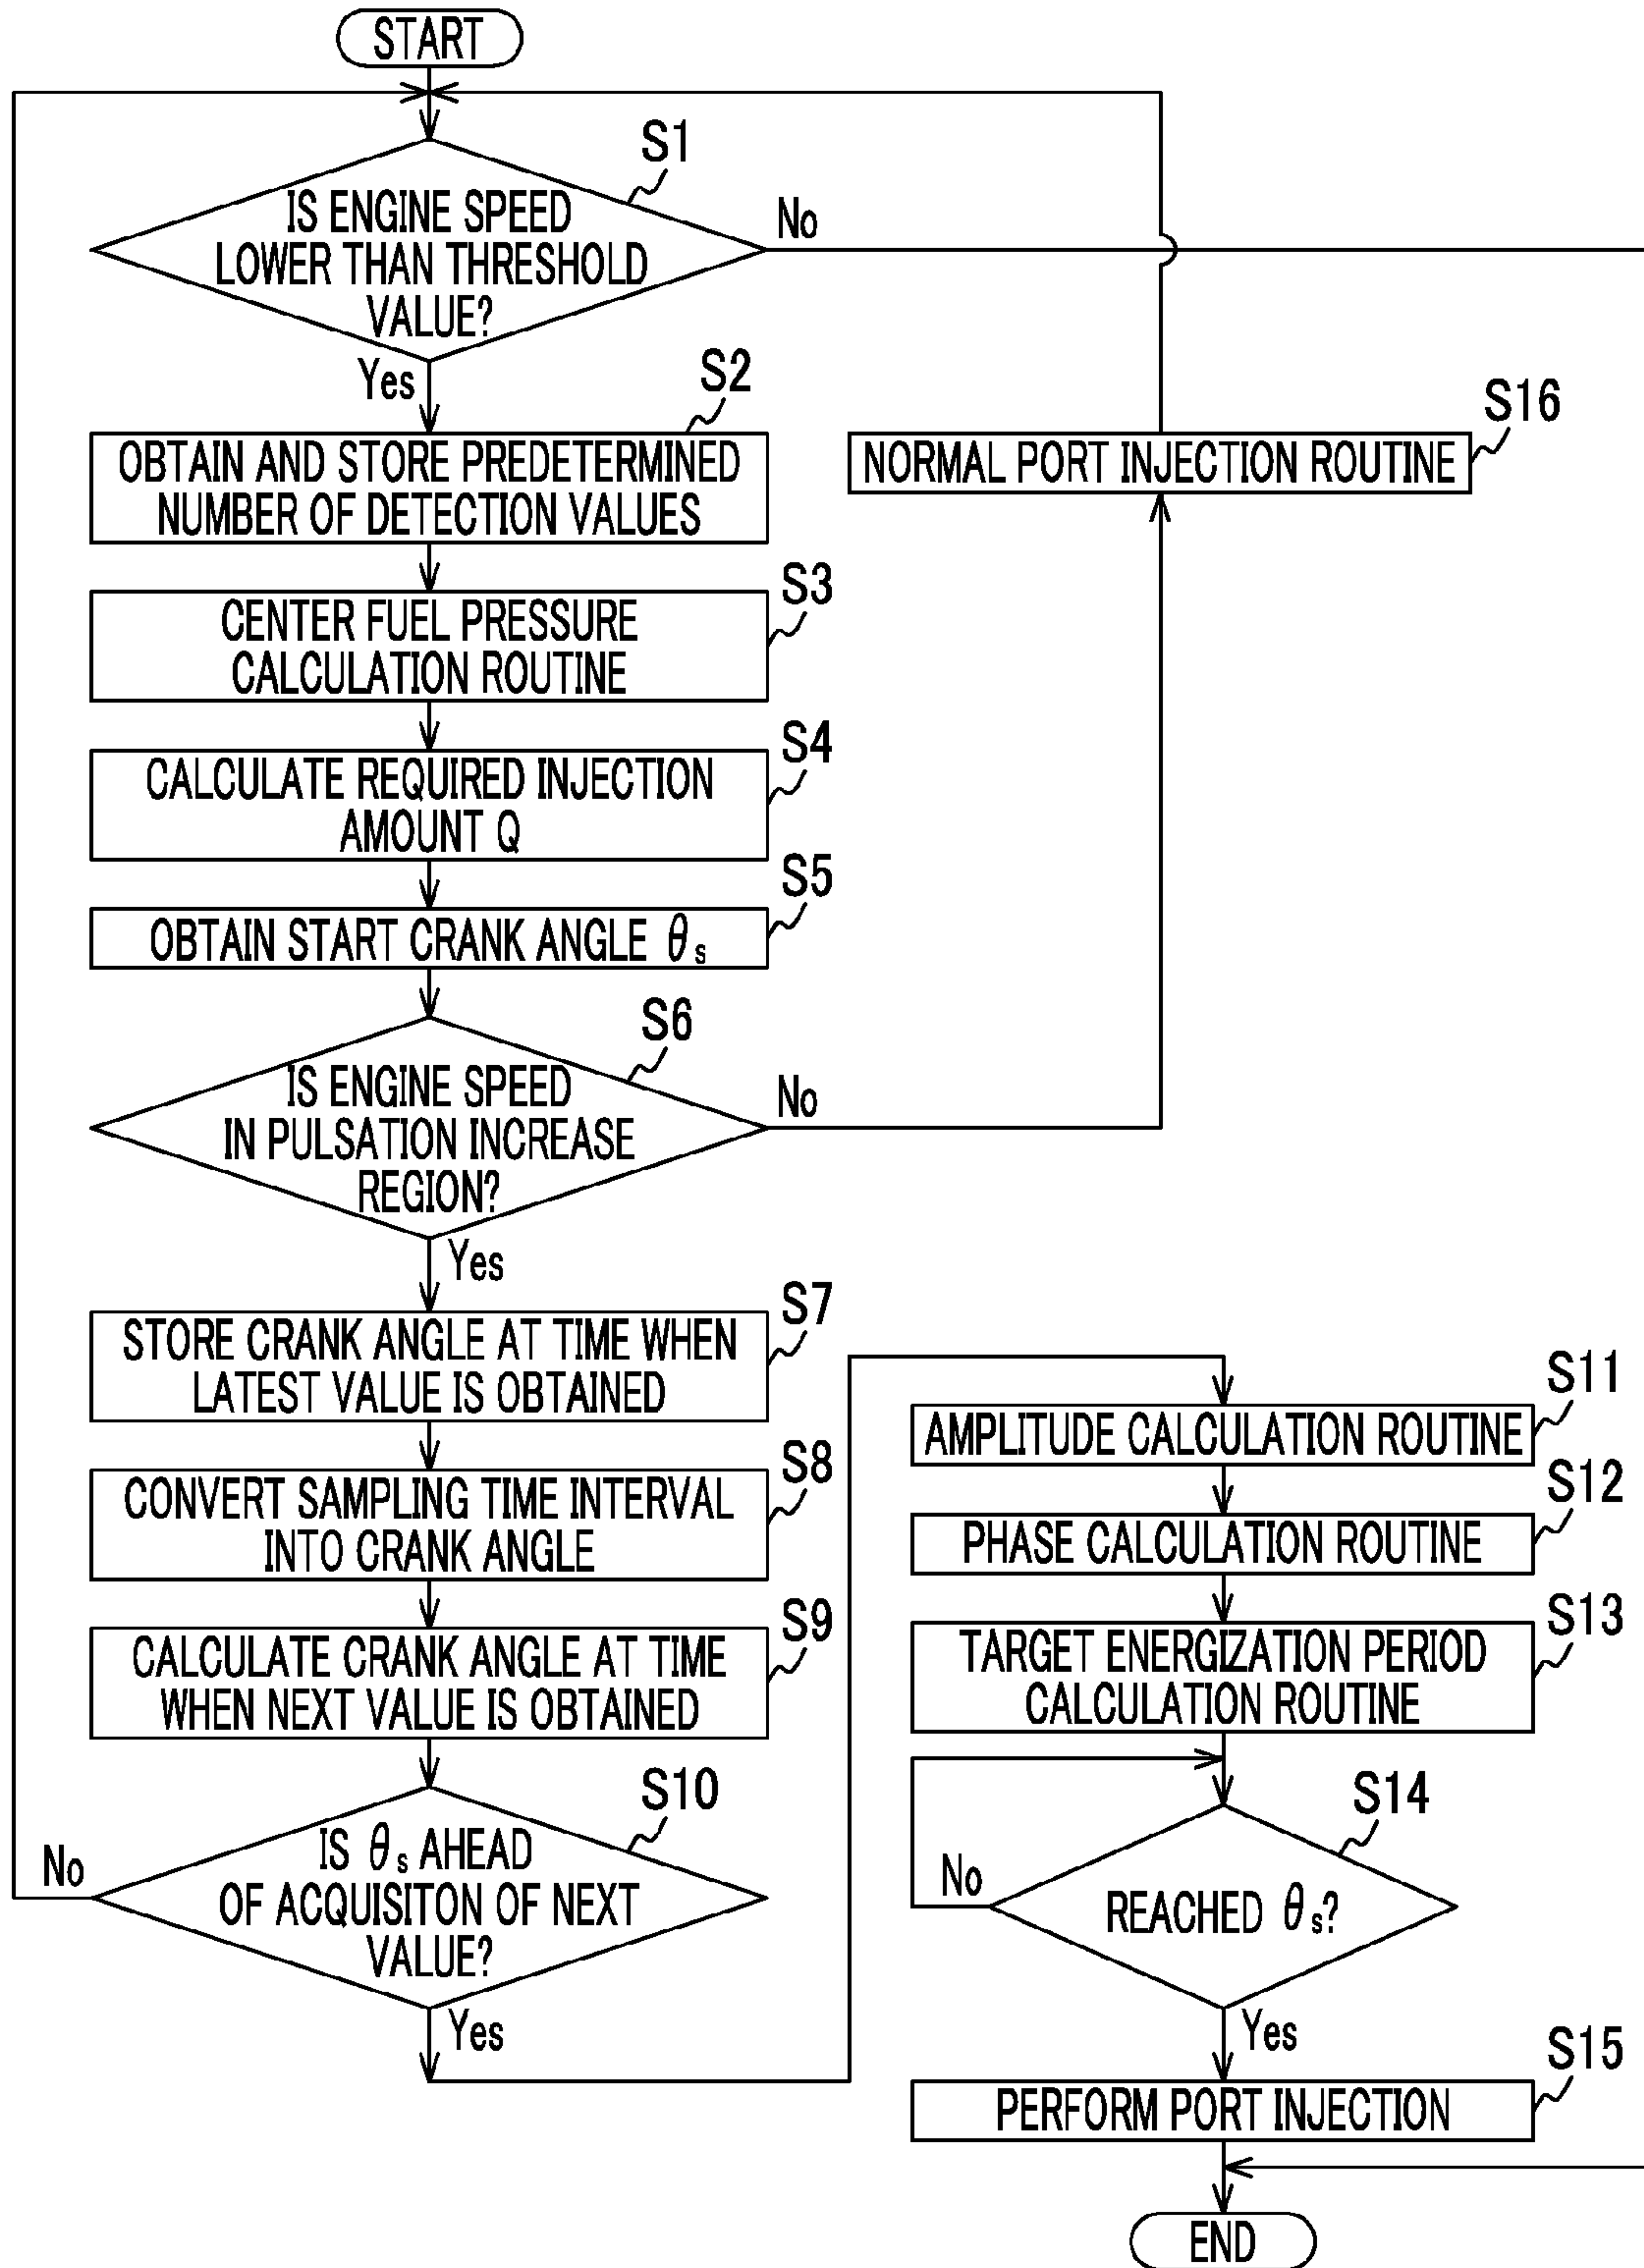 START
S1
IS ENGINE SPEED
LOWER THAN THRESHOLD
VALUE?
No
Yes
S2
OBTAIN AND STORE PREDETERMINED
NUMBER OF DETECTION VALUES
S16
NORMAL PORT INJECTION ROUTINE
S3
CENTER FUEL PRESSURE
CALCULATION ROUTINE
S4
CALCULATE REQUIRED INJECTION
AMOUNT Q
S5
OBTAIN START CRANK ANGLE θs
S6
IS ENGINE SPEED
IN PULSATION INCREASE
REGION?
No
Yes
S7
STORE CRANK ANGLE AT TIME WHEN
LATEST VALUE IS OBTAINED
S8
CONVERT SAMPLING TIME INTERVAL
INTO CRANK ANGLE
S9
CALCULATE CRANK ANGLE AT TIME
WHEN NEXT VALUE IS OBTAINED
S10
IS θs AHEAD
OF ACQUISITON OF NEXT
VALUE?
No
Yes
S11
AMPLITUDE CALCULATION ROUTINE
S12
PHASE CALCULATION ROUTINE
S13
TARGET ENERGIZATION PERIOD
CALCULATION ROUTINE
S14
REACHED θs?
No
Yes
S15
PERFORM PORT INJECTION
END